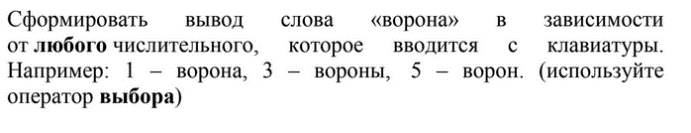 Сформировать вывод слова «ворона» в зависимости
от любого числительного, которое вводится с клавиатуры.
Например: 1 – ворона, 3 – вороны, 5 – ворон. (используйте
оператор выбора)